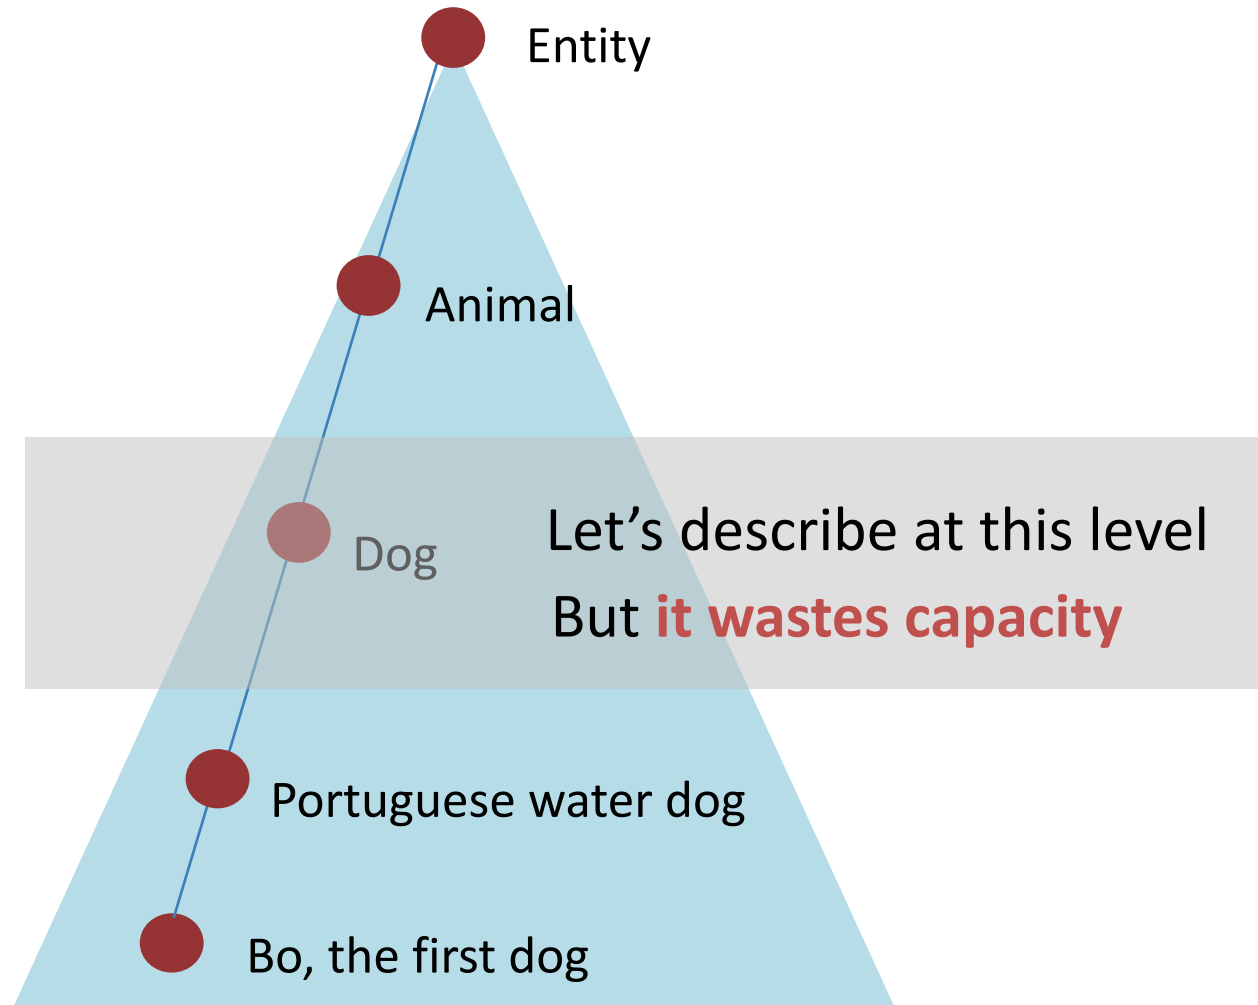 Entity
Animal
Dog
Let’s describe at this level
But it wastes capacity
Portuguese water dog
Bo, the first dog